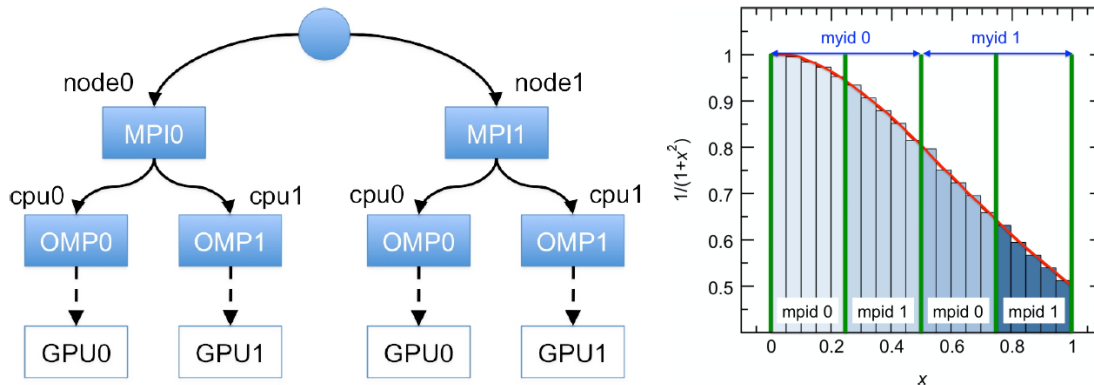 node0
node1
MPI0
MPI1
cpu0
cpu1
cpu0
cpu1
OMP0
OMP1
OMP0
OMP1
GPU0
GPU1
GPU0
GPU1
myid 0
myid 1
1
0.9
0.8
0.7
0.6
0.5
1/(1+x²)
mpid 0
mpid 1
mpid 0
mpid 1
0
0.2
0.4
0.6
0.8
1
x